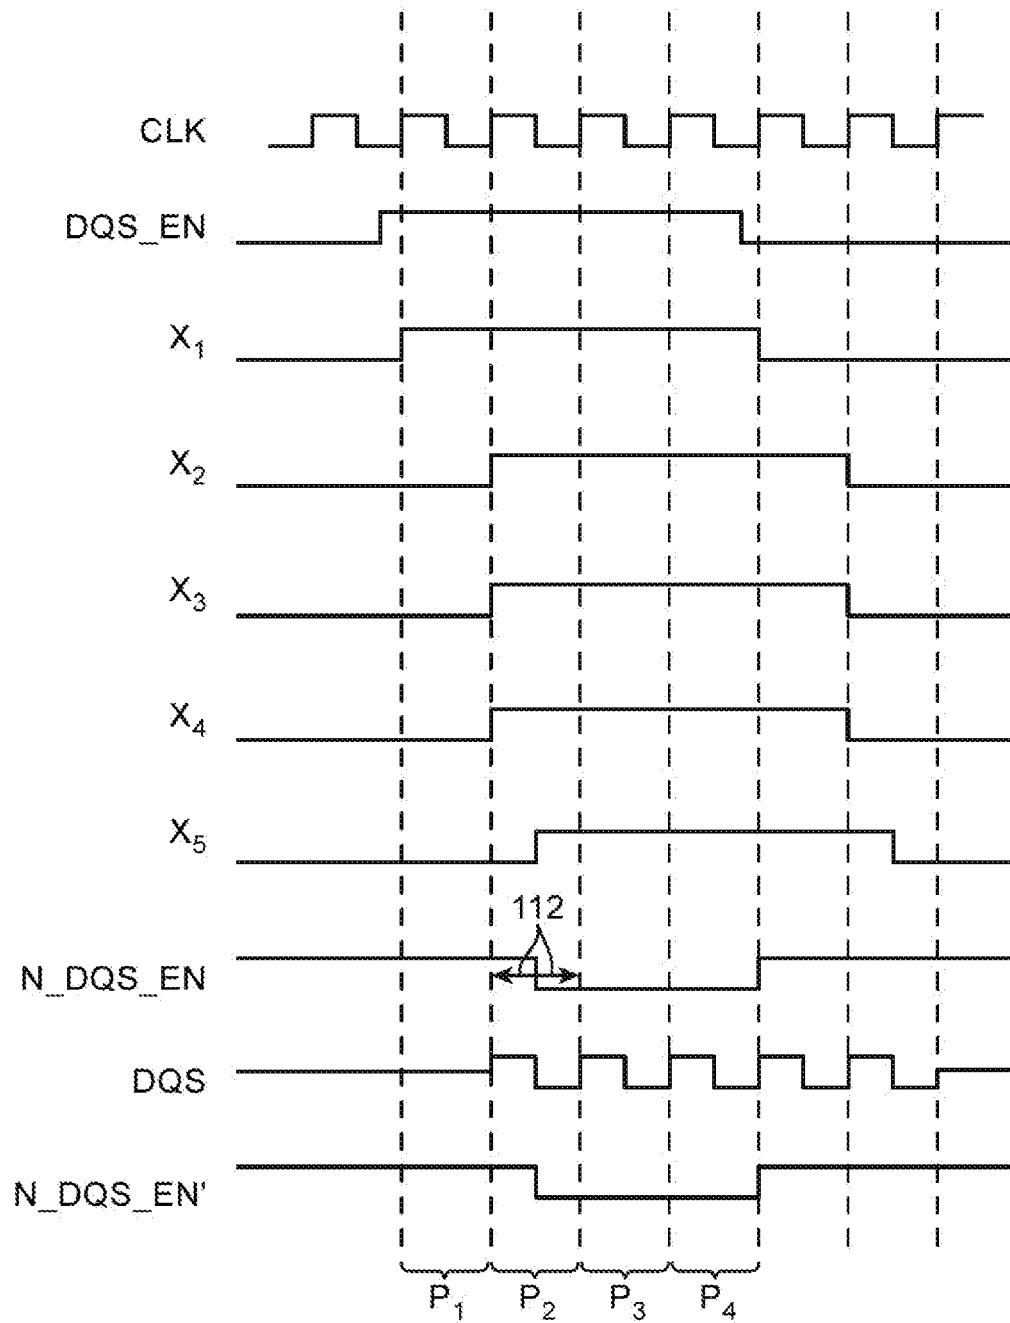 CLK
DQS_EN
X₁
X₂
X₃
X₄
X₅
112
N_DQS_EN
DQS
N_DQS_EN'
P₁ P₂ P₃ P₄